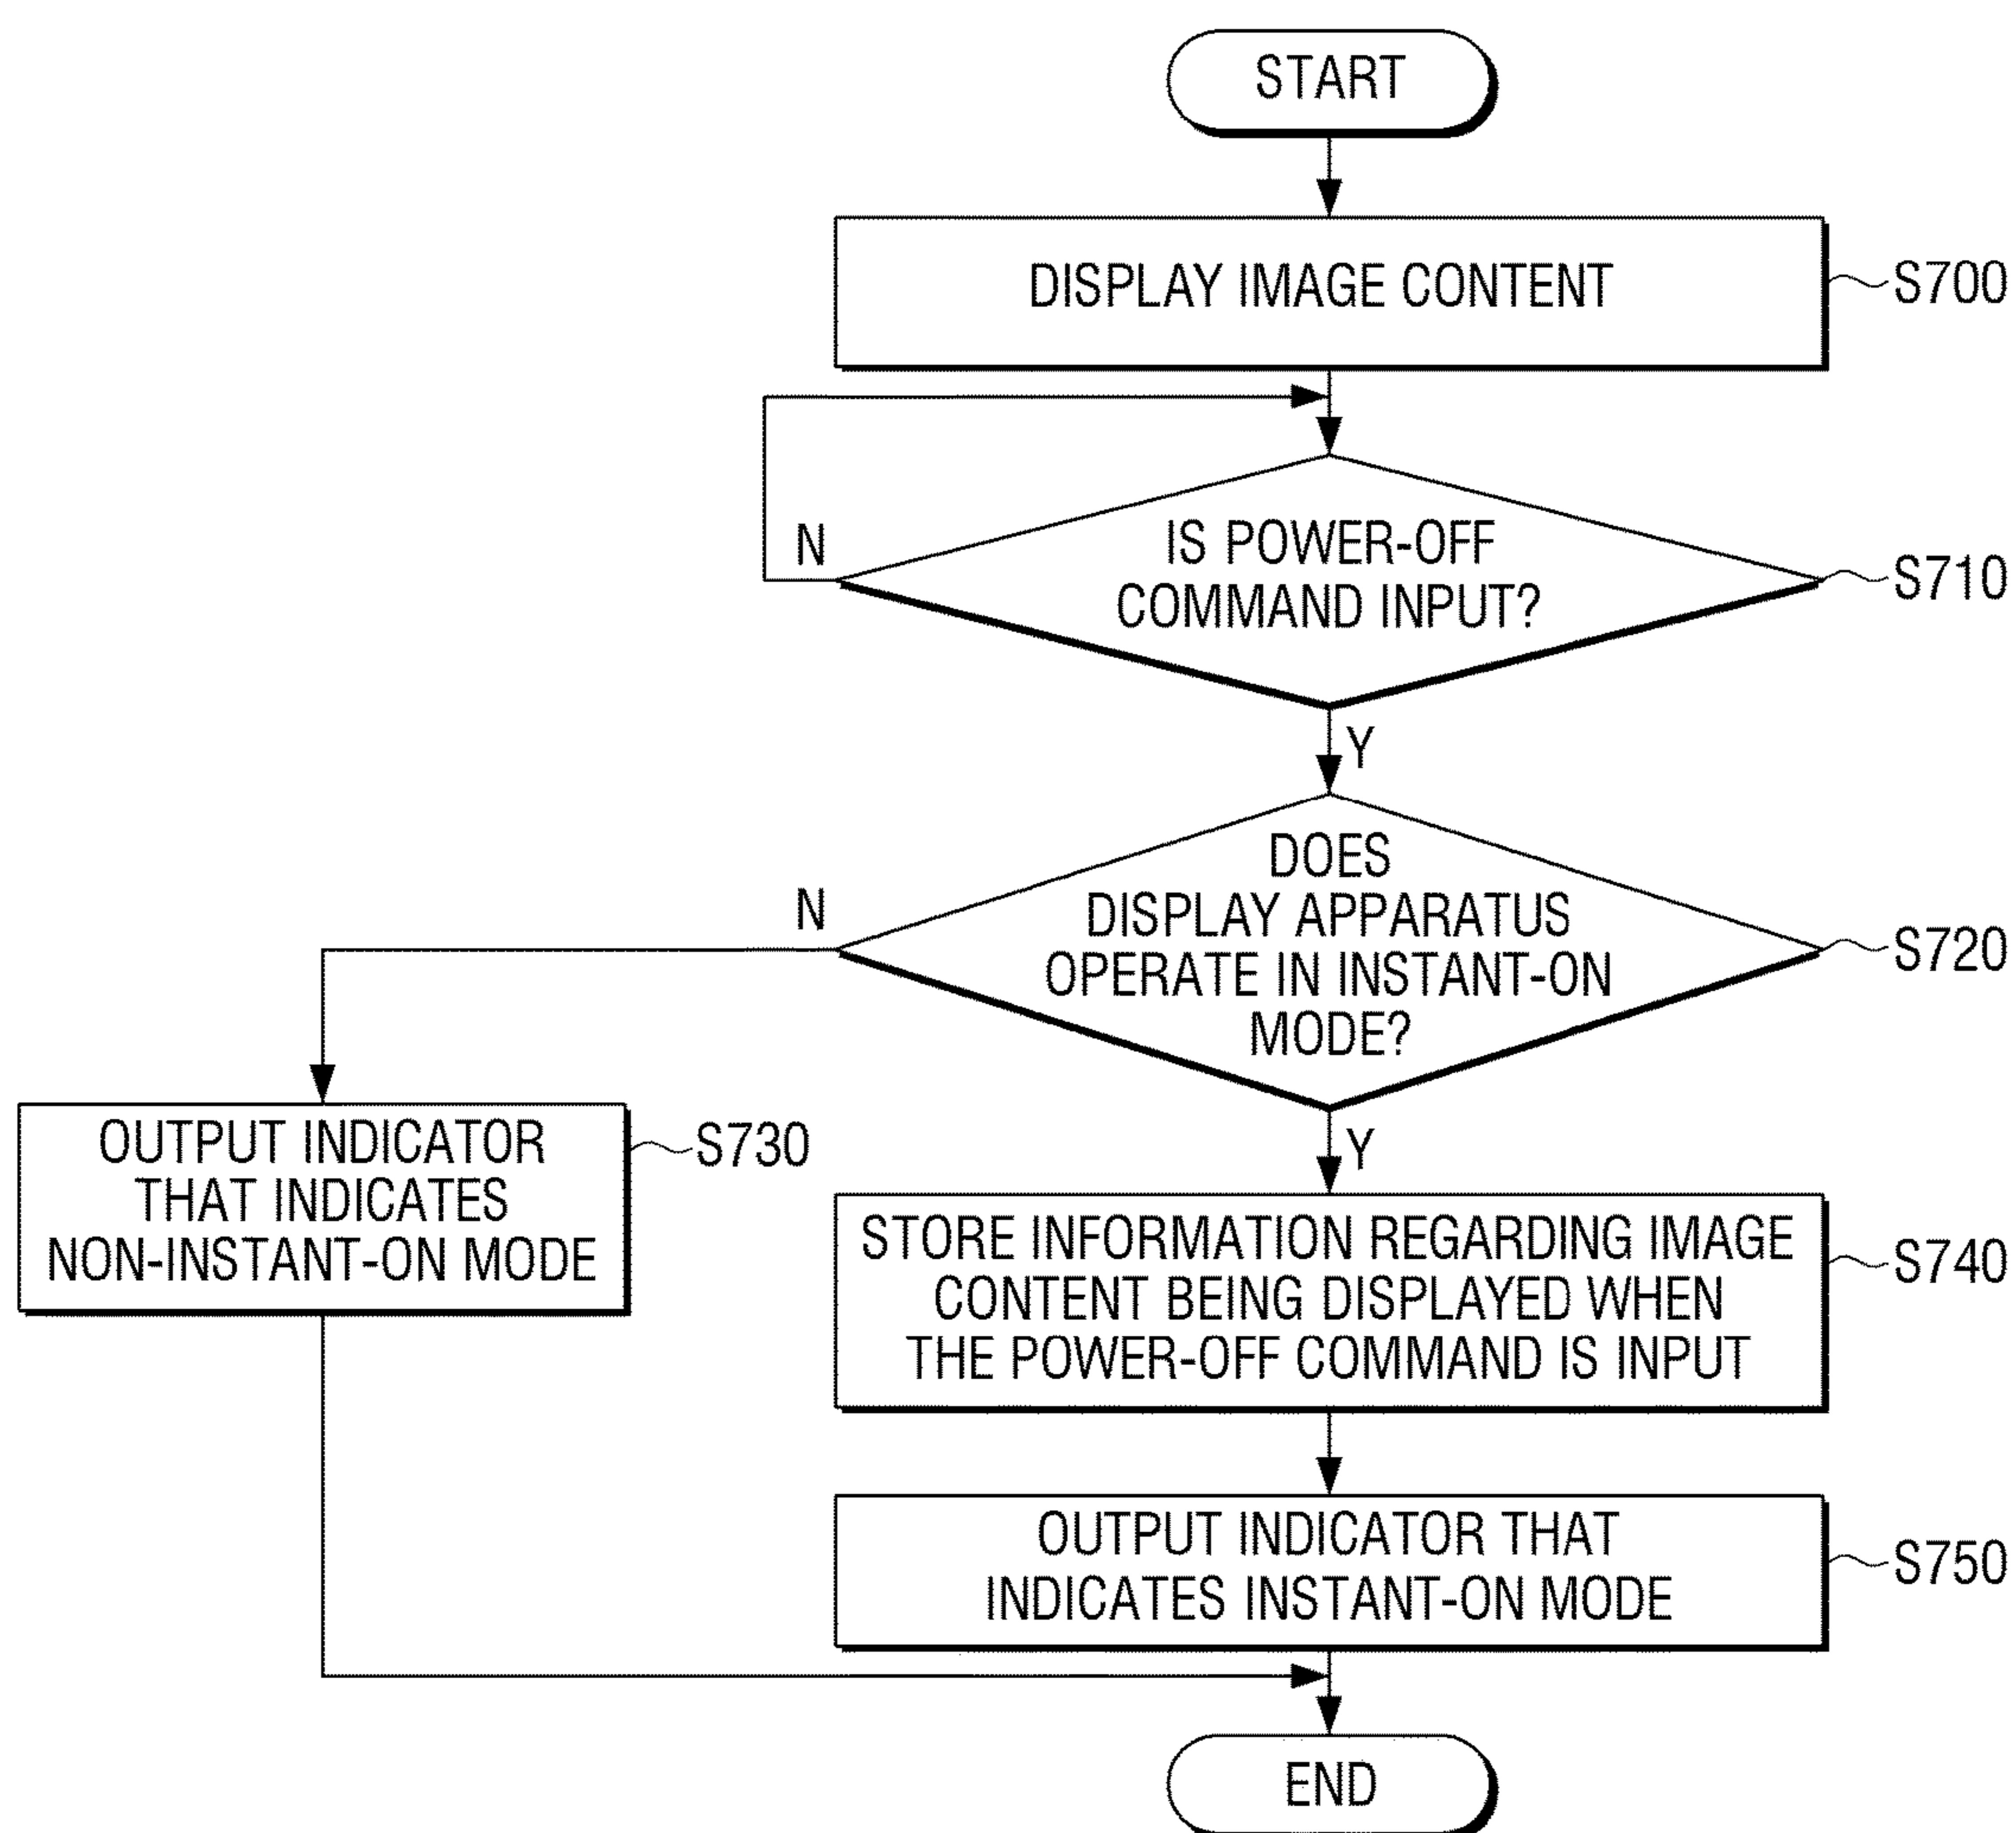 START
DISPLAY IMAGE CONTENT
S700
N
IS POWER-OFF
COMMAND INPUT?
S710
Y
DOES
DISPLAY APPARATUS
OPERATE IN INSTANT-ON
MODE?
S720
N
OUTPUT INDICATOR
THAT INDICATES
NON-INSTANT-ON MODE
S730
Y
STORE INFORMATION REGARDING IMAGE
CONTENT BEING DISPLAYED WHEN
THE POWER-OFF COMMAND IS INPUT
S740
OUTPUT INDICATOR THAT
INDICATES INSTANT-ON MODE
S750
END